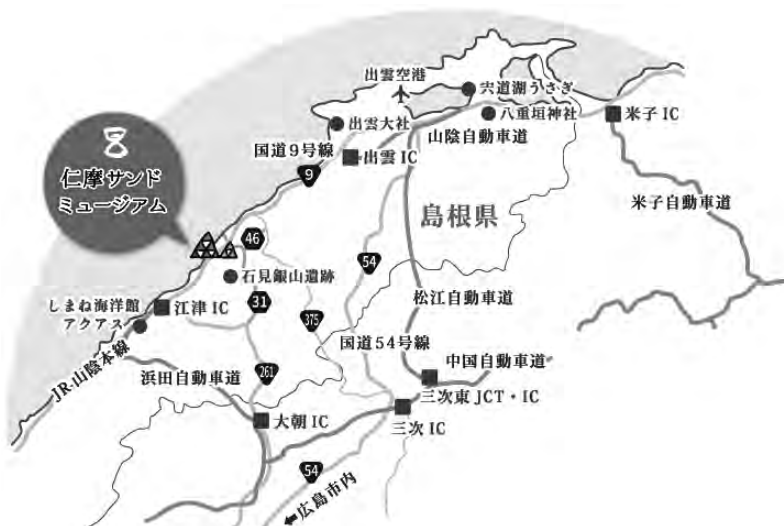 出雲空港
宍道湖うさぎ
出雲大社
八重垣神社
米子IC
国道9号線
出雲IC
山陰自動車道
仁摩サンド
ミュージアム
9
島根県
米子自動車道
46
54
石見銀山遺跡
しまね海洋館
アクアス
江津IC
31
松江自動車道
375
国道54号線
JR・山陰本線
浜田自動車道
261
中国自動車道
三次東JCT・IC
大朝IC
三次IC
54
←広島市内